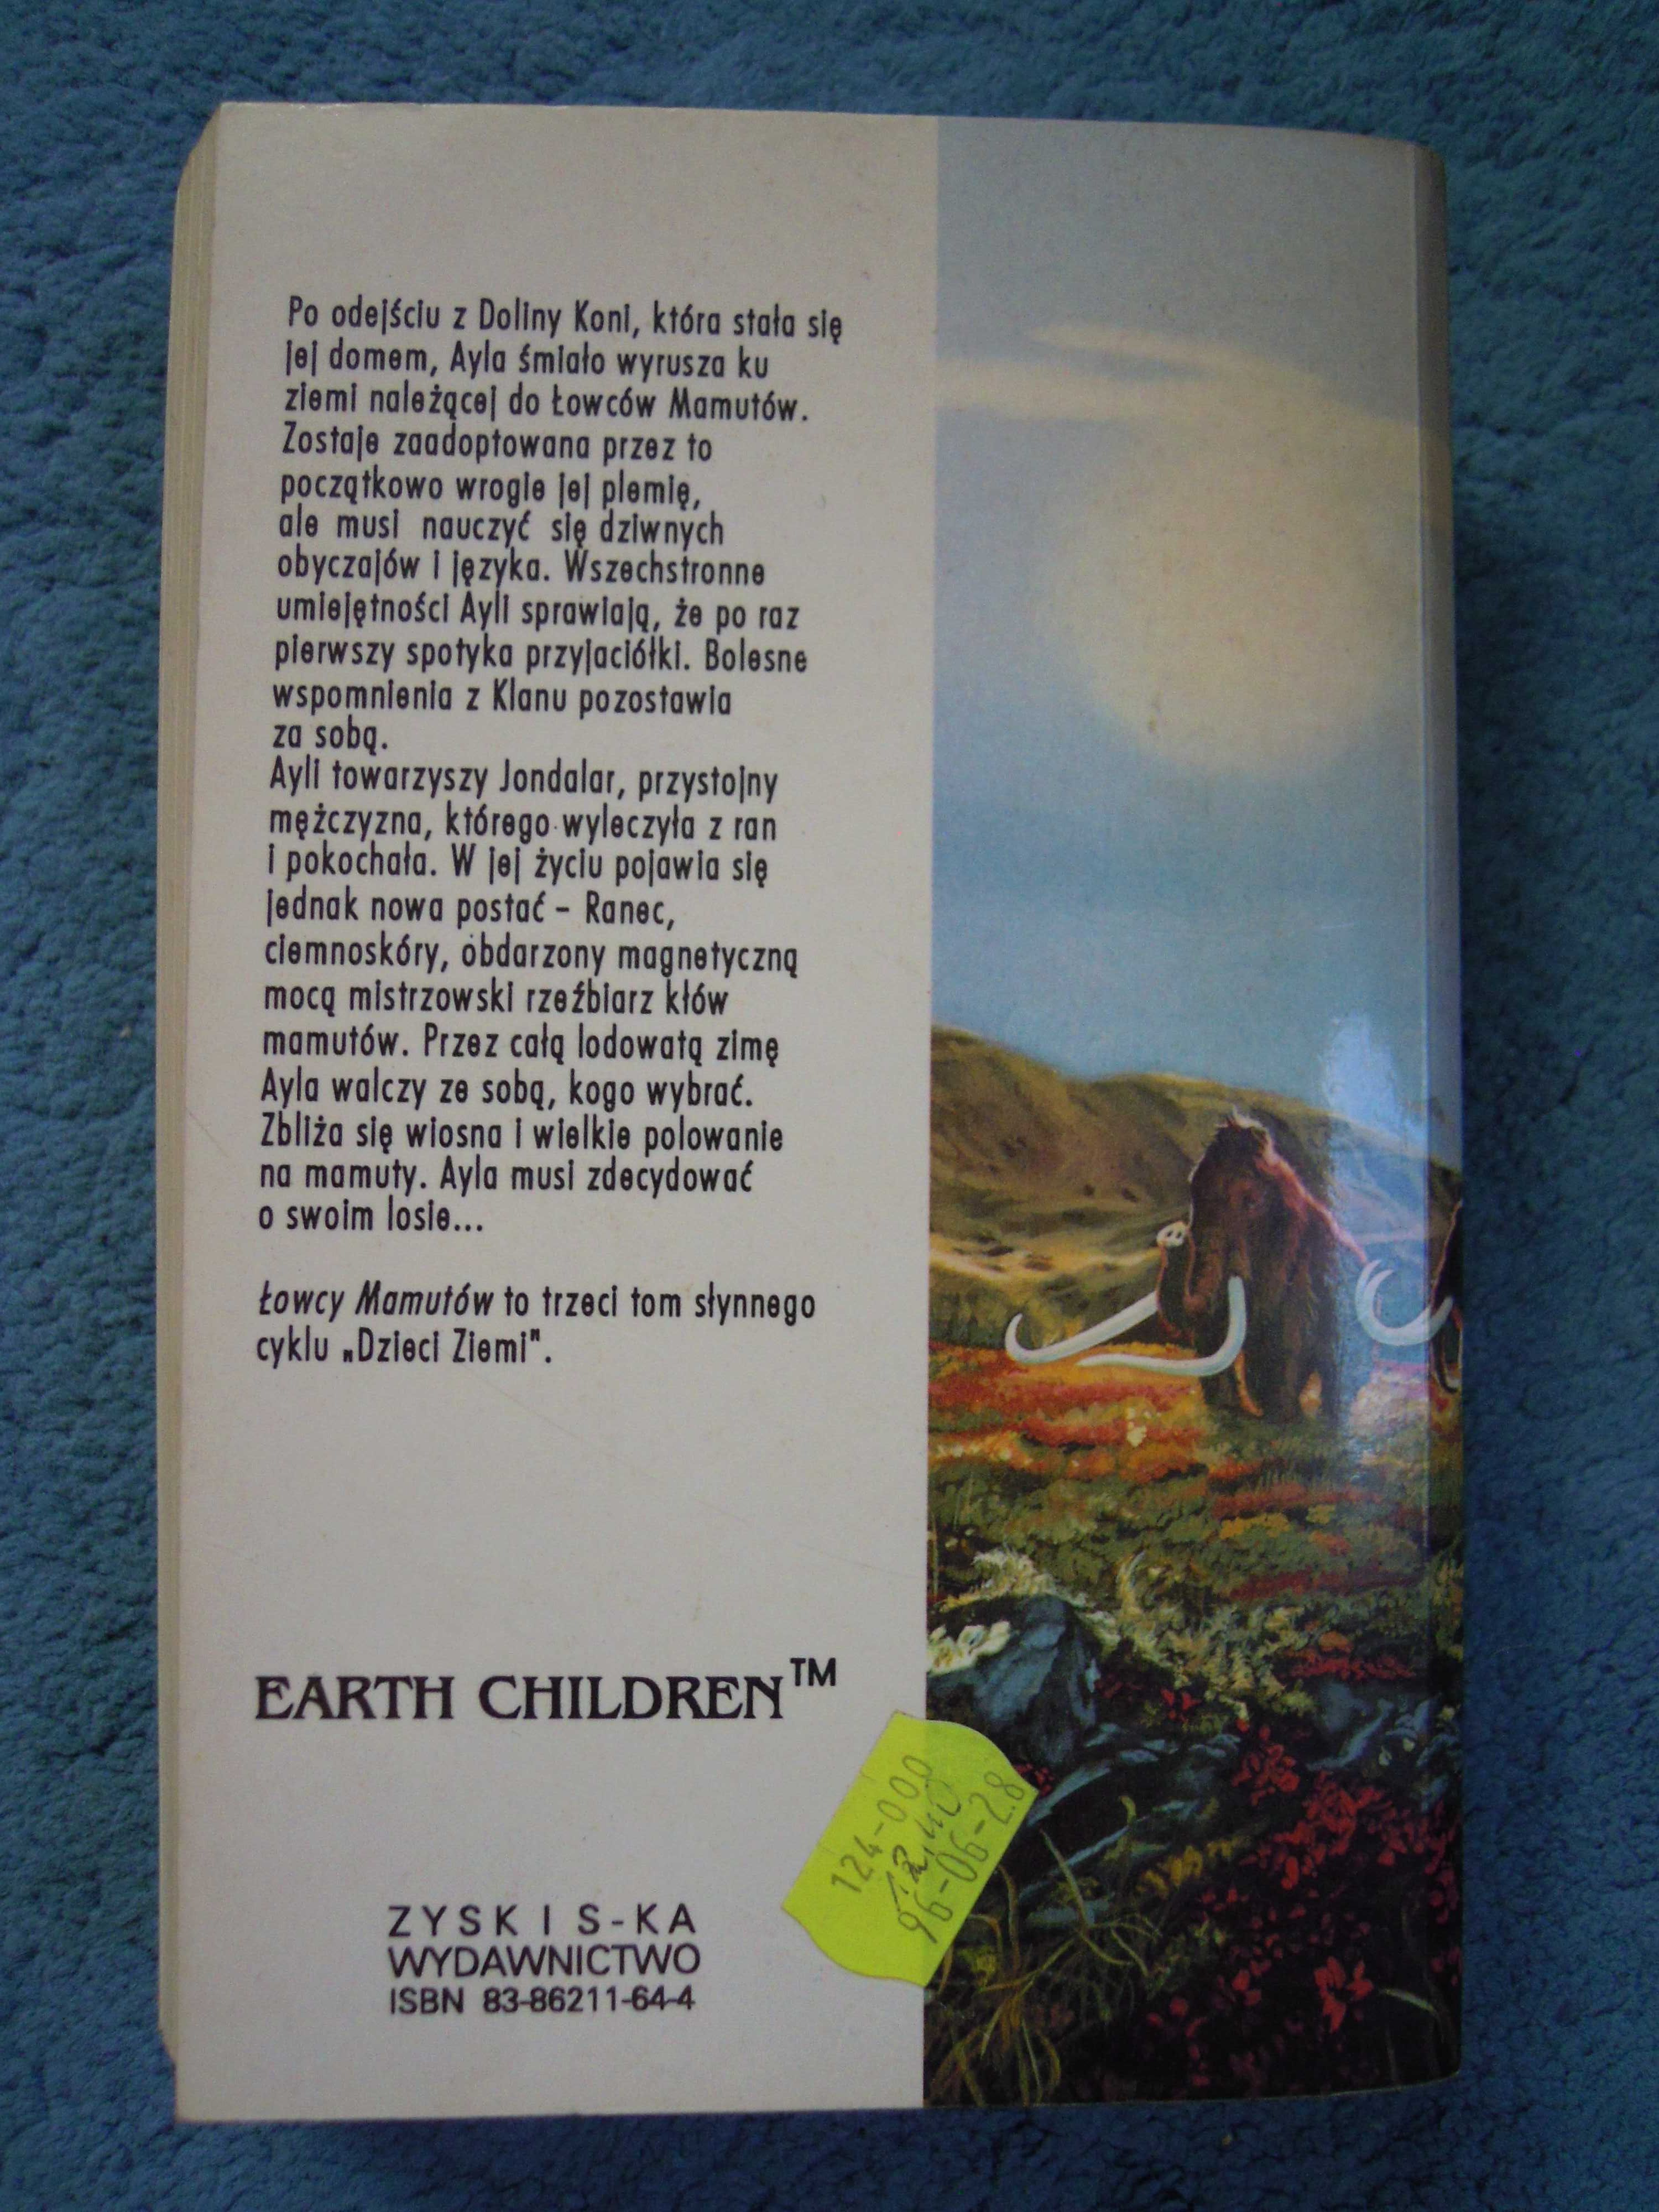 Po odejściu z Doliny Koni, która stała się
jej domem, Ayla śmiało wyrusza ku
ziemi należącej do Łowców Mamutów.
Zostaje zaadoptowana przez to
początkowo wrogie jej plemię,
ale musi nauczyć się dziwnych
obyczajów i języka. Wszechstronne
umiejętności Ayli sprawiają, że po raz
pierwszy spotyka przyjaciółki. Bolesne
wspomnienia z Klanu pozostawia
za sobą.
Ayli towarzyszy Jondalar, przystojny
mężczyzna, którego wyleczyła z ran
i pokochała. W jej życiu pojawia się
jednak nowa postać – Ranec,
ciemnoskóry, obdarzony magnetyczną
mocą mistrzowski rzeźbiarz kłów
mamutów. Przez całą lodowatą zimę
Ayla walczy ze sobą, kogo wybrać.
Zbliża się wiosna i wielkie polowanie
na mamuty. Ayla musi zdecydować
o swoim losie...
Łowcy Mamutów to trzeci tom słynnego
cyklu „Dzieci Ziemi".
EARTH CHILDREN™
124-000
96-06-28
ZYSK I S-KA
WYDAWNICTWO
ISBN 83-86211-64-4